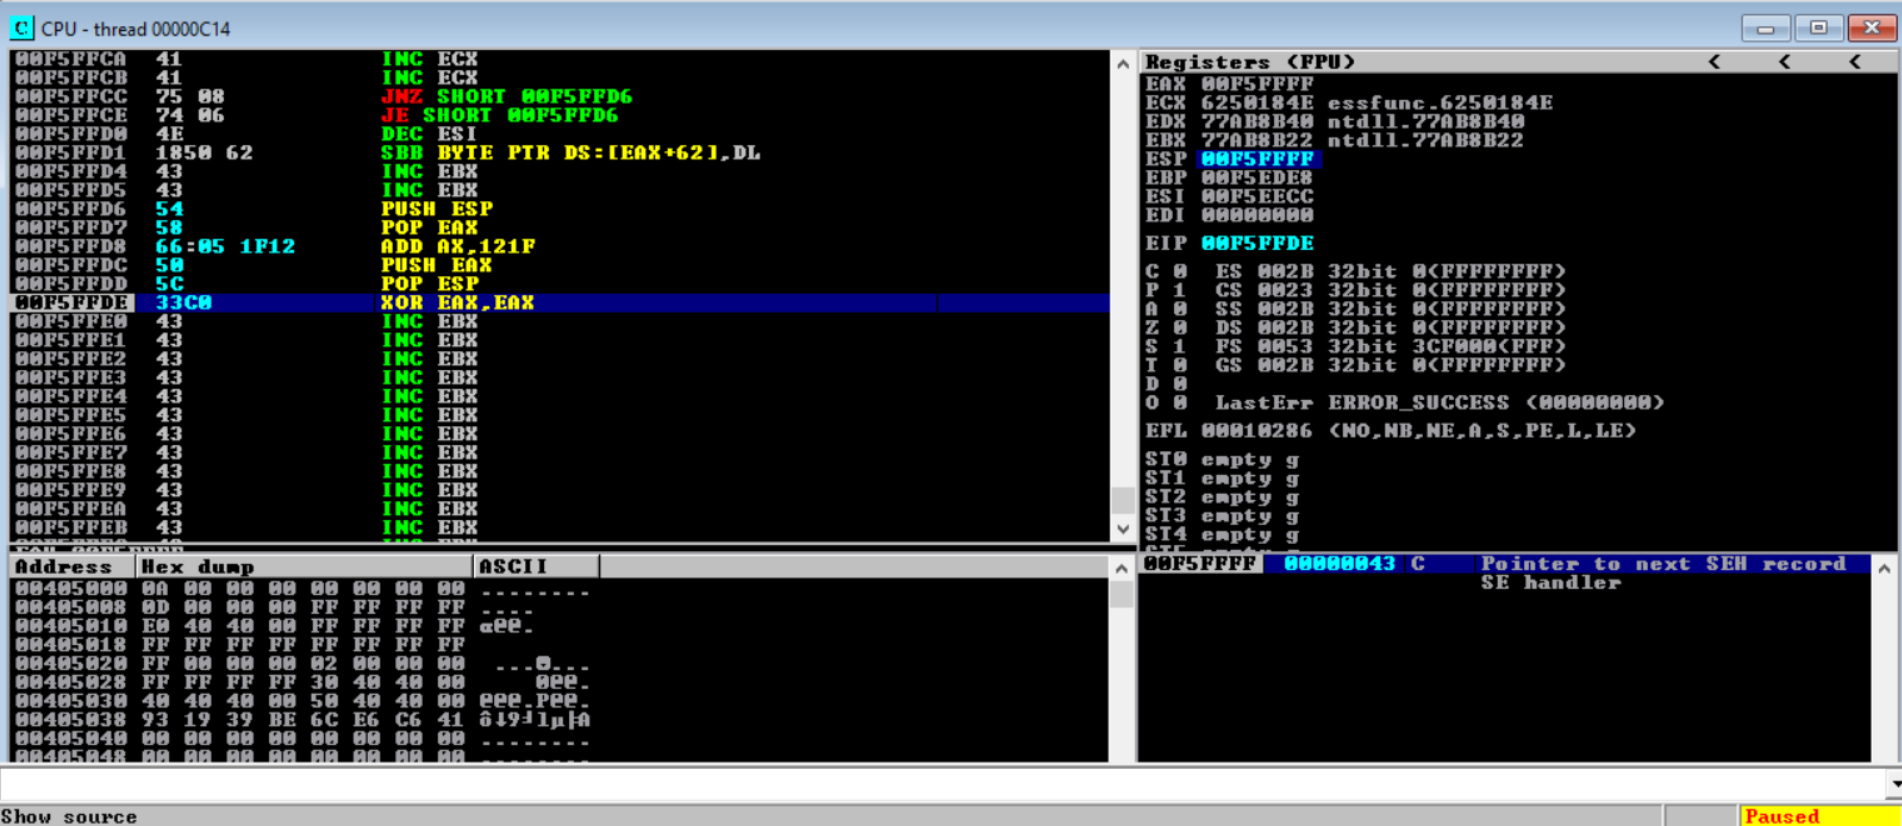 C CPU - thread 00000C14
00F5FFCA 41 INC ECX
00F5FFCB 41 INC ECX
00F5FFCC 75 08 JNZ SHORT 00F5FFD6
00F5FFCE 74 06 JE SHORT 00F5FFD6
00F5FFD0 4E DEC ESI
00F5FFD1 1850 62 SBB BYTE PTR DS:[EAX+62],DL
00F5FFD4 43 INC EBX
00F5FFD5 43 INC EBX
00F5FFD6 54 PUSH ESP
00F5FFD7 58 POP EAX
00F5FFD8 66:05 1F12 ADD AX,121F
00F5FFDC 50 PUSH EAX
00F5FFDD 5C POP ESP
00F5FFDE 33C0 XOR EAX,EAX
00F5FFE0 43 INC EBX
00F5FFE1 43 INC EBX
00F5FFE2 43 INC EBX
00F5FFE3 43 INC EBX
00F5FFE4 43 INC EBX
00F5FFE5 43 INC EBX
00F5FFE6 43 INC EBX
00F5FFE7 43 INC EBX
00F5FFE8 43 INC EBX
00F5FFE9 43 INC EBX
00F5FFEA 43 INC EBX
00F5FFEB 43 INC EBX
Registers (FPU) < < <
EAX 00F5FFFF
ECX 6250184E essfunc.6250184E
EDX 77AB8B40 ntdll.77AB8B40
EBX 77AB8B22 ntdll.77AB8B22
ESP 00F5FFFF
EBP 00F5EDE8
ESI 00F5EECC
EDI 00000000
EIP 00F5FFDE
C 0 ES 002B 32bit 0(FFFFFFFF)
P 1 CS 0023 32bit 0(FFFFFFFF)
A 0 SS 002B 32bit 0(FFFFFFFF)
Z 0 DS 002B 32bit 0(FFFFFFFF)
S 1 FS 0053 32bit 3CF000(FFF)
T 0 GS 002B 32bit 0(FFFFFFFF)
D 0
O 0 LastErr ERROR_SUCCESS (00000000)
EFL 00010286 (NO,NB,NE,A,S,PE,L,LE)
ST0 empty g
ST1 empty g
ST2 empty g
ST3 empty g
ST4 empty g
Address Hex dump ASCII
00405000 0A 00 00 00 00 00 00 00 ........
00405008 0D 00 00 00 FF FF FF FF ....
00405010 E0 40 40 00 FF FF FF FF α@@.
00405018 FF FF FF FF FF FF FF FF
00405020 FF 00 00 00 02 00 00 00 ...☻...
00405028 FF FF FF FF 30 40 40 00 0@@.
00405030 40 40 40 00 50 40 40 00 @@@.P@@.
00405038 93 19 39 BE 6C E6 C6 41 ô↓9╛lµ╞A
00405040 00 00 00 00 00 00 00 00 ........
00405048 00 00 00 00 00 00 00 00 ........
00F5FFFF 00000043 C Pointer to next SEH record
SE handler
Show source
Paused